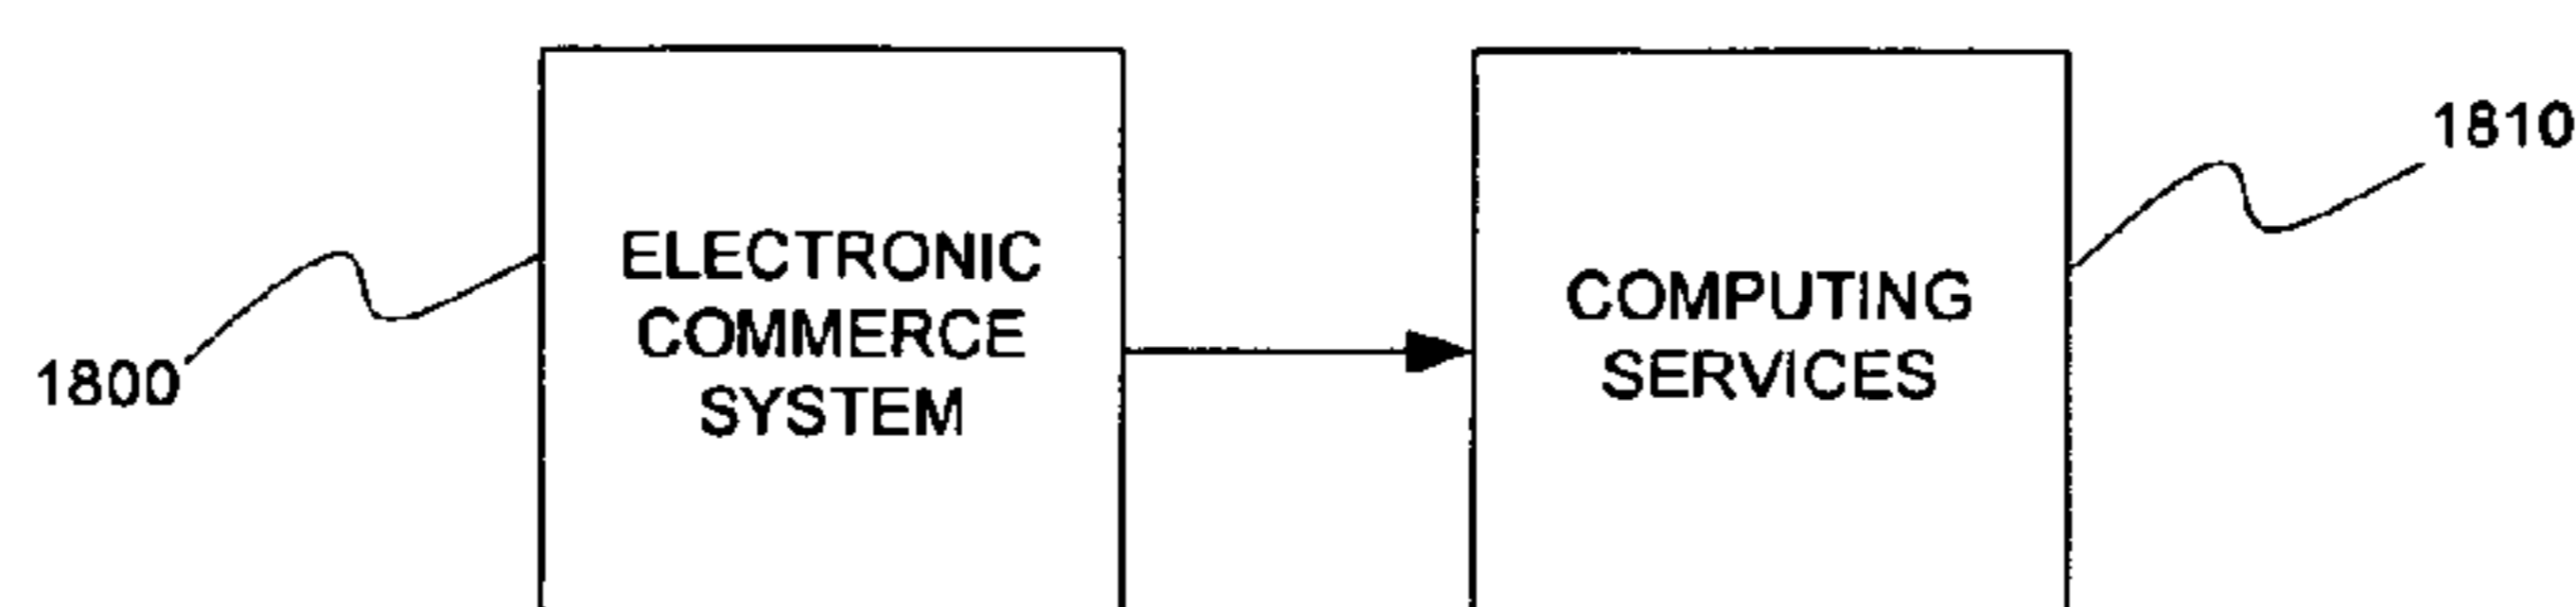 1810
ELECTRONIC
COMMERCE
SYSTEM
COMPUTING
SERVICES
1800